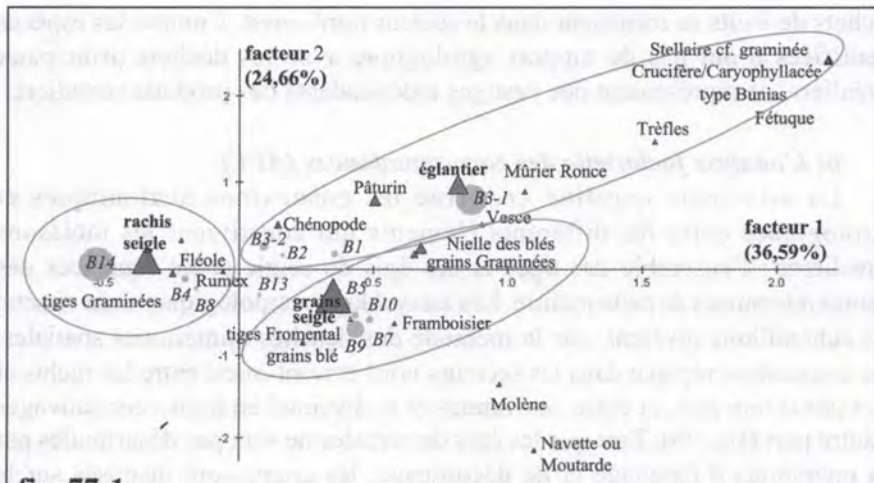 facteur 2
(24,66%)
Stellaire cf. graminée
Crucifère/Caryophyllacée
type Bunias
Fétuque
Trèfles
églantier
Mûrier Ronce
Pâturin
B3-1
Vesce
facteur 1
(36,59%)
rachis
seigle
Chénopode
B3-2
B1
B2
Nielle des blés
grains Graminées
B14
Fléole
-0.5
0.5
1.0
1.5
2.0
Rumex
B13
B5
tiges Graminées
B4
B8
grains
seigle
B10
Framboisier
tiges Fromental
grains blé
B9
B7
2
1
-1
-2
Molène
Navette ou
Moutarde